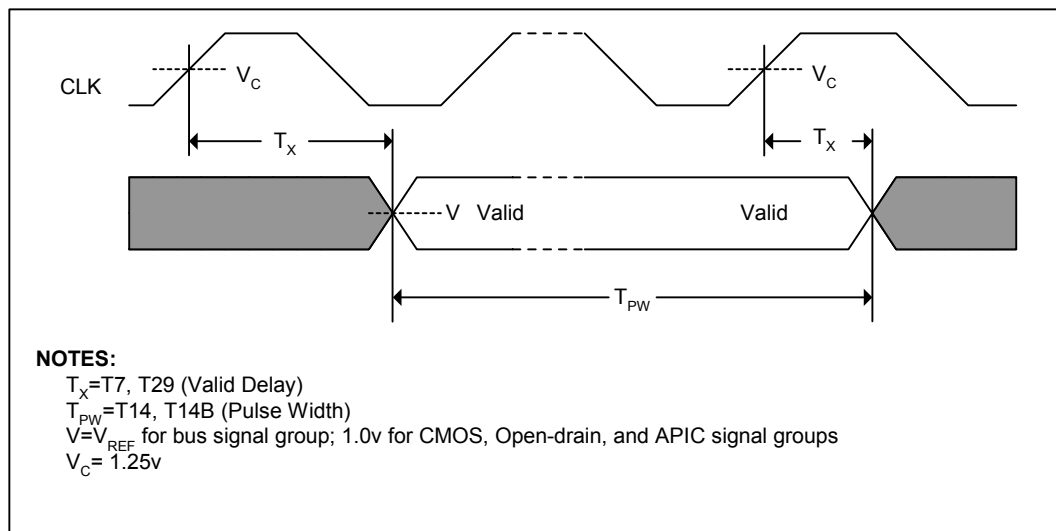 CLK
V_C
V_C
T_X
T_X
V Valid
Valid
T_PW
NOTES:
T_X=T7, T29 (Valid Delay)
T_PW=T14, T14B (Pulse Width)
V=V_REF for bus signal group; 1.0v for CMOS, Open-drain, and APIC signal groups
V_C= 1.25v